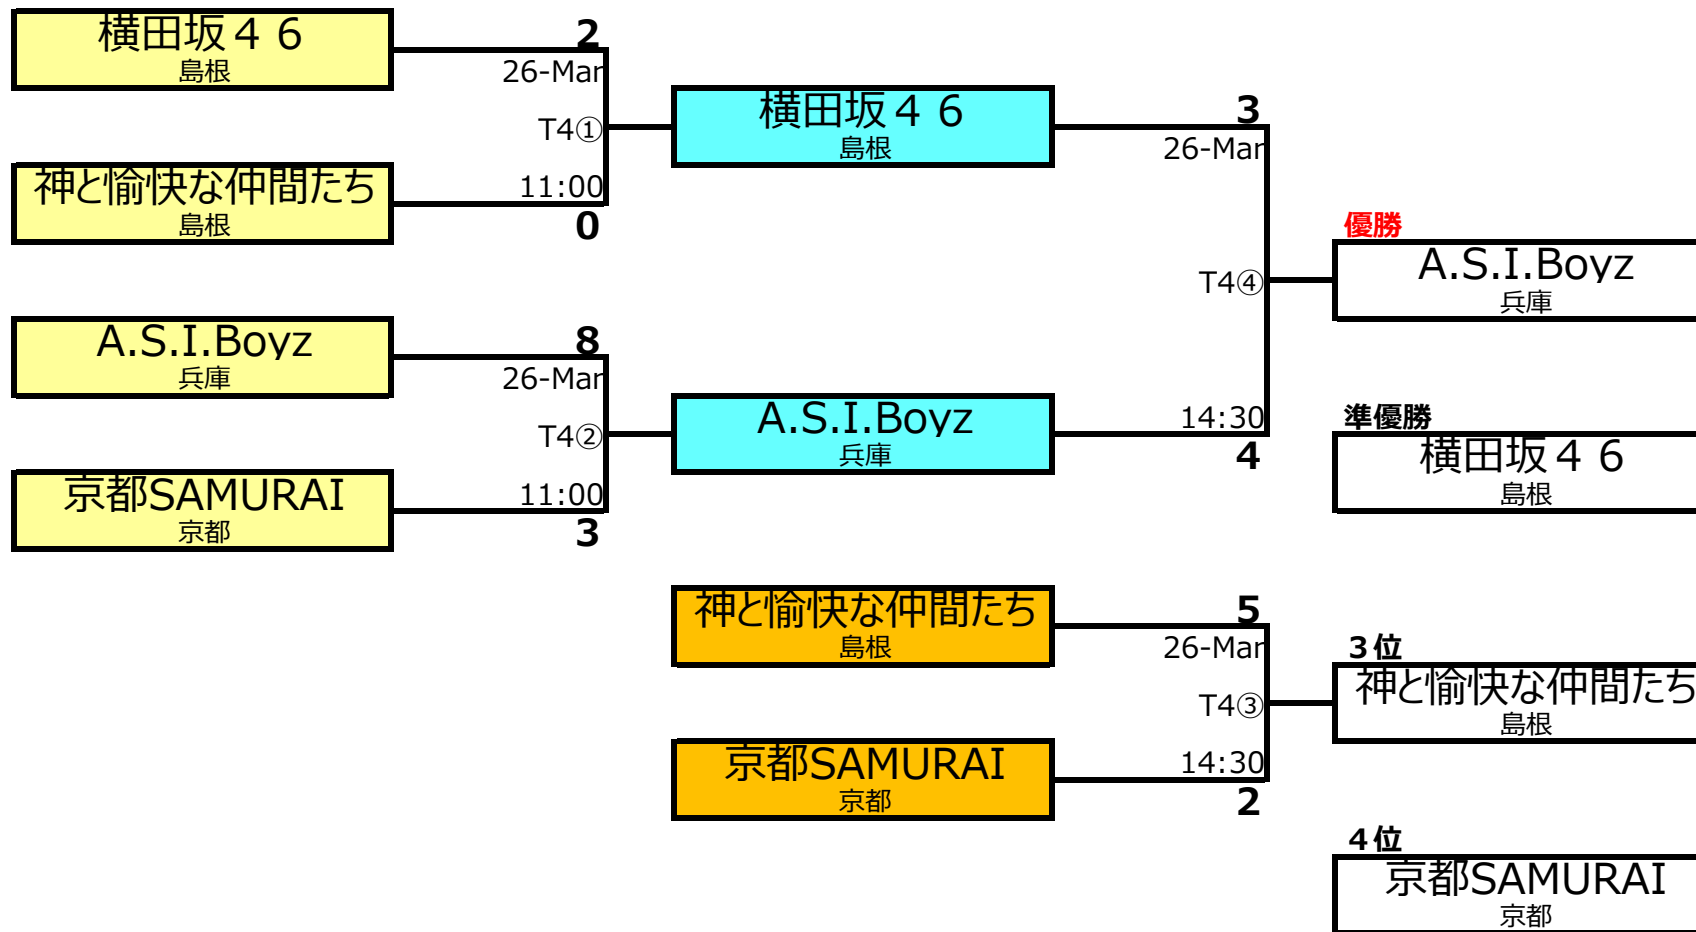 横田坂４６
島根
2
26-Mar
T4①
神と愉快な仲間たち
島根
11:00
0
A.S.I.Boyz
兵庫
8
26-Mar
T4②
京都SAMURAI
京都
11:00
3
横田坂４６
島根
3
26-Mar
T4④
A.S.I.Boyz
兵庫
14:30
4
優勝
A.S.I.Boyz
兵庫
準優勝
横田坂４６
島根
神と愉快な仲間たち
島根
5
26-Mar
T4③
京都SAMURAI
京都
14:30
2
３位
神と愉快な仲間たち
島根
４位
京都SAMURAI
京都